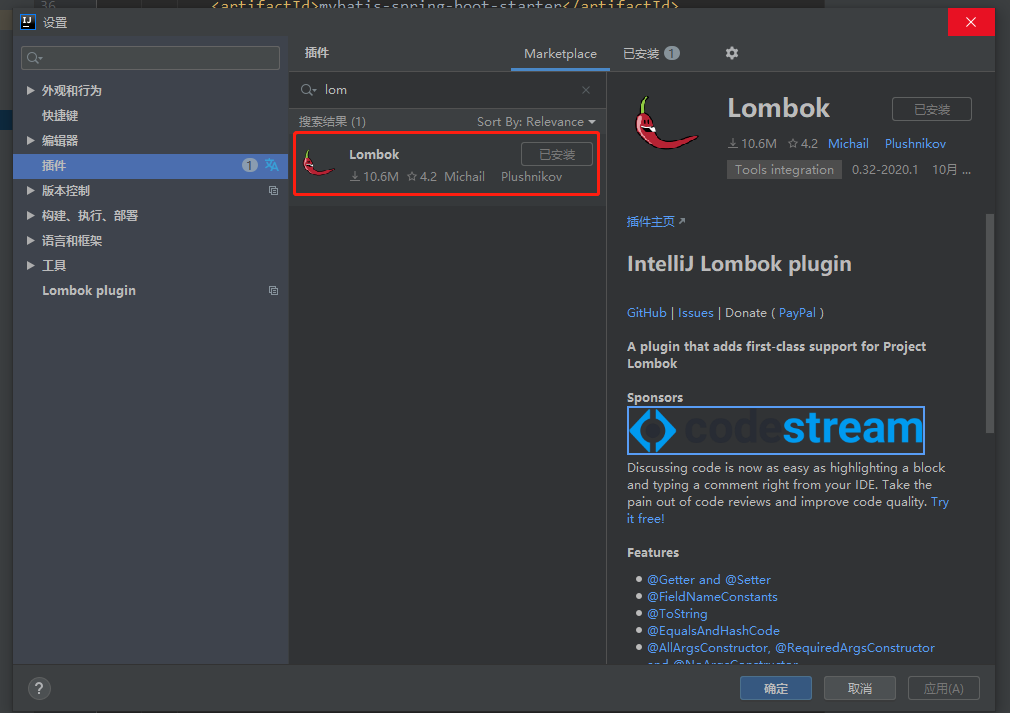 36
<artifactId>mybatis-spring-boot-starter</artifactId>
IJ 设置
外观和行为
快捷键
编辑器
插件 1
版本控制
构建、执行、部署
语言和框架
工具
Lombok plugin
插件 Marketplace 已安装 1
lom
搜索结果 (1) Sort By: Relevance
Lombok 已安装
10.6M 4.2 Michail Plushnikov
Lombok 已安装
10.6M 4.2 Michail Plushnikov
Tools integration 0.32-2020.1 10月 ...
插件主页
IntelliJ Lombok plugin
GitHub | Issues | Donate ( PayPal )
A plugin that adds first-class support for Project
Lombok
Sponsors
codestream
Discussing code is now as easy as highlighting a block
and typing a comment right from your IDE. Take the
pain out of code reviews and improve code quality. Try
it free!
Features
@Getter and @Setter
@FieldNameConstants
@ToString
@EqualsAndHashCode
@AllArgsConstructor, @RequiredArgsConstructor
and @NoArgsConstructor
? 确定 取消 应用(A)